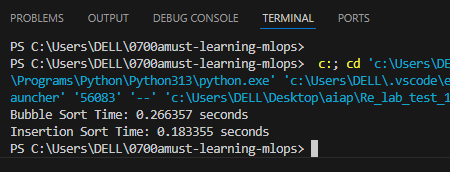 PROBLEMS OUTPUT DEBUG CONSOLE TERMINAL PORTS
PS C:\Users\DELL\0700amust-learning-mlops>
PS C:\Users\DELL\0700amust-learning-mlops>  c:; cd 'c:\Users\DE
\Programs\Python\Python313\python.exe' 'c:\Users\DELL\.vscode\e
auncher' '56083' '--' 'c:\Users\DELL\Desktop\aiap\Re_lab_test_1
Bubble Sort Time: 0.266357 seconds
Insertion Sort Time: 0.183355 seconds
PS C:\Users\DELL\0700amust-learning-mlops>